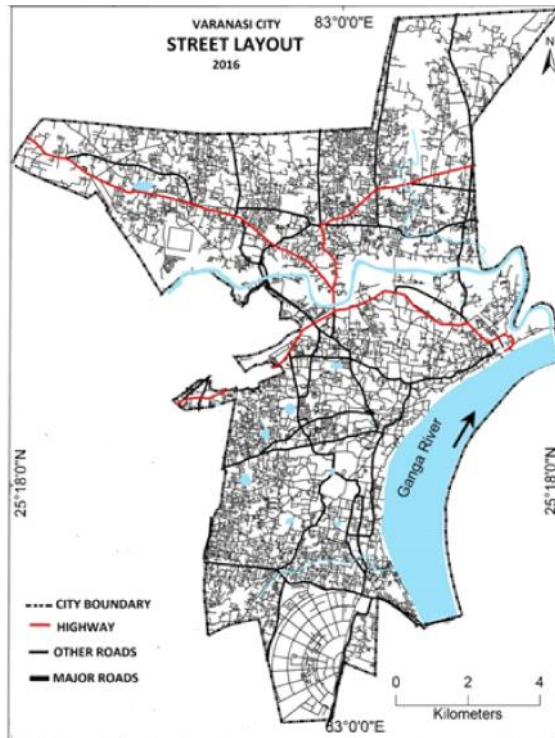 VARANASI CITY
STREET LAYOUT
2016
83°0'0"E
N
25°18'0"N
25°18'0"N
Ganga River
CITY BOUNDARY
HIGHWAY
OTHER ROADS
MAJOR ROADS
0 2 4
Kilometers
83°0'0"E